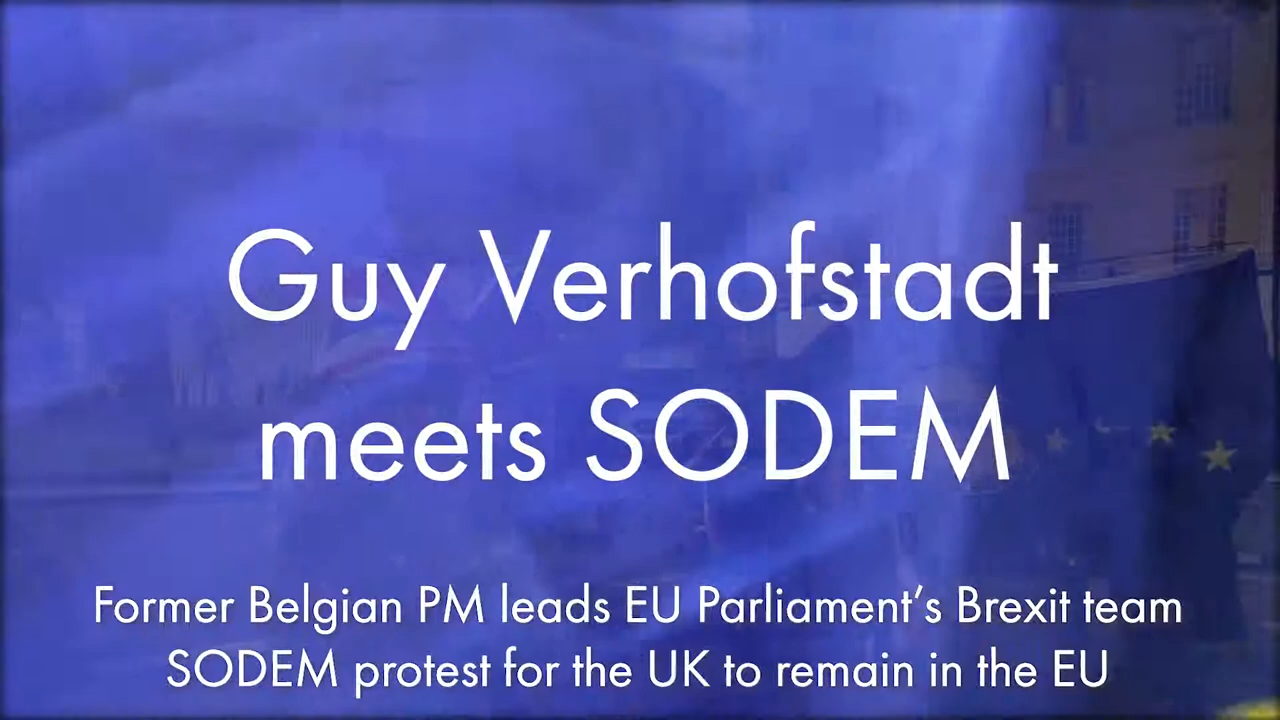 Guy Verhofstadt
meets SODEM
Former Belgian PM leads EU Parliament’s Brexit team
SODEM protest for the UK to remain in the EU